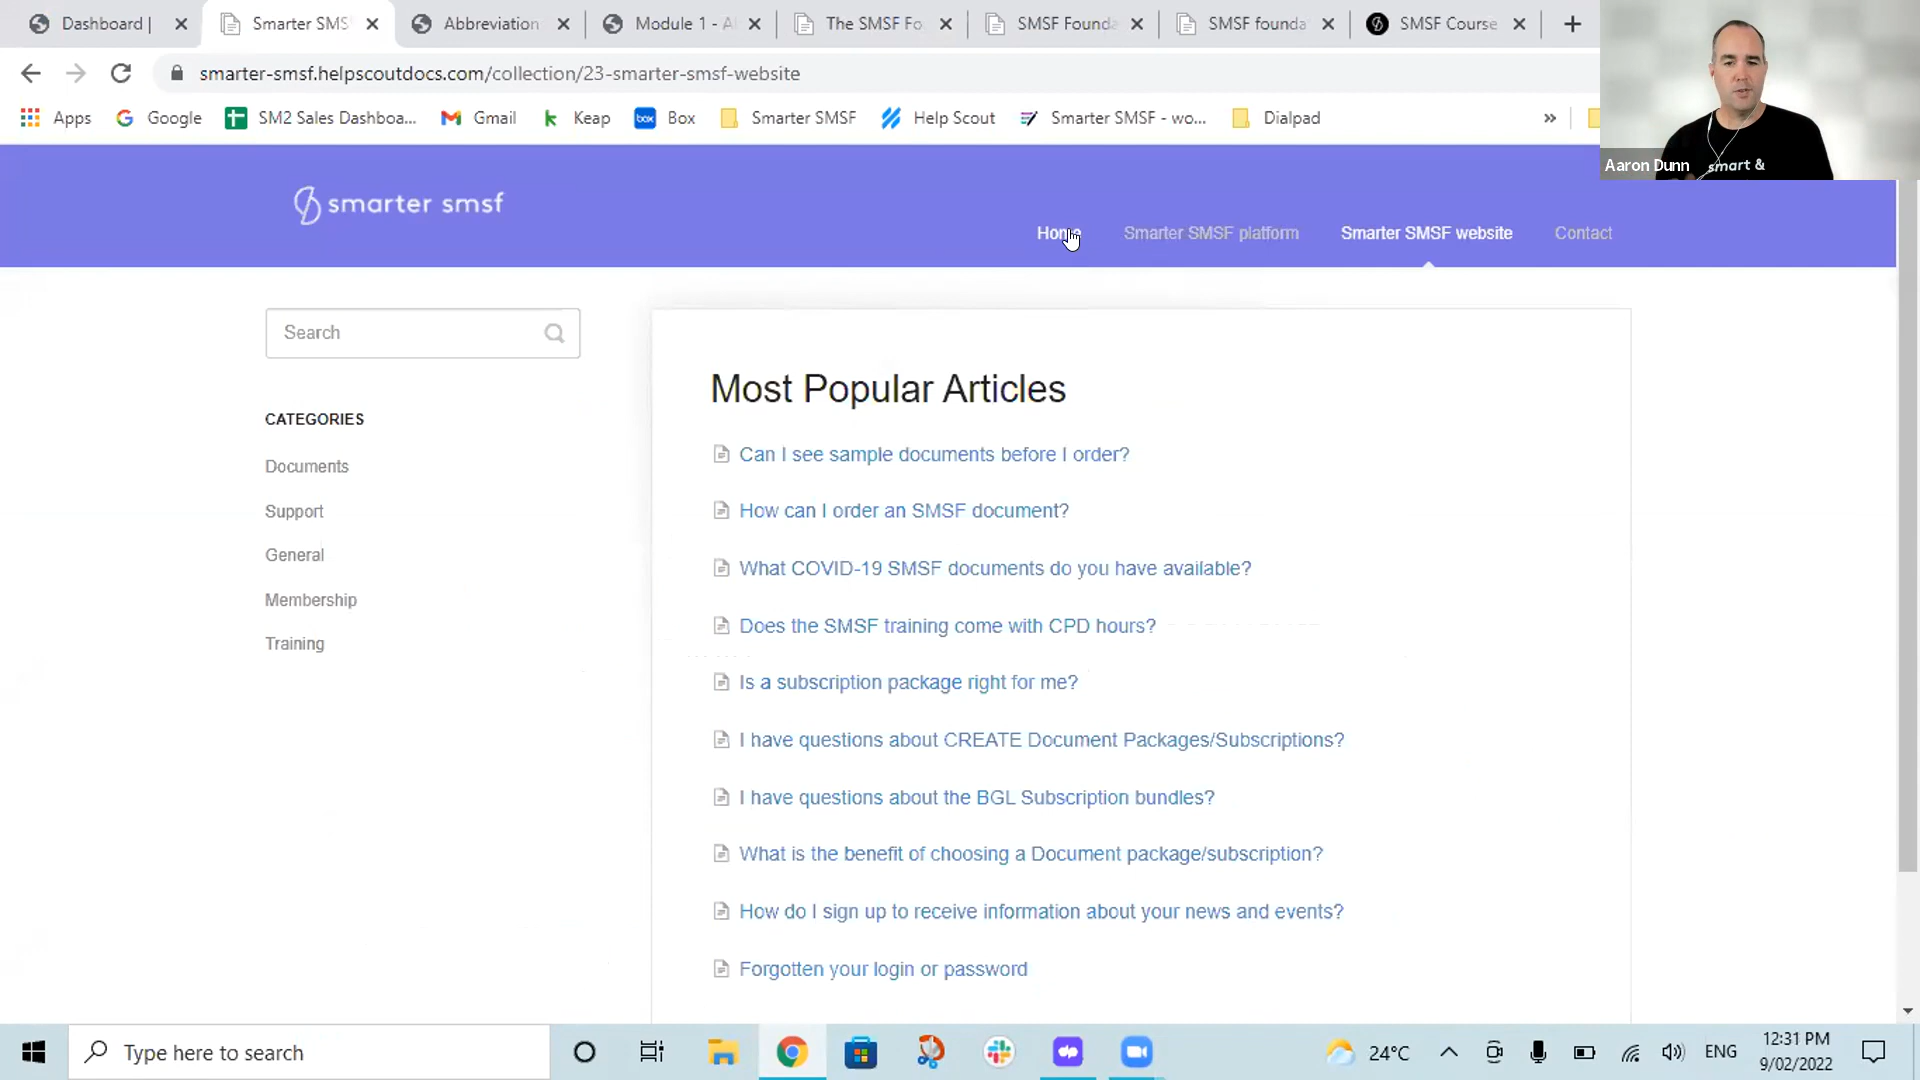 Dashboard |
Smarter SMS
Abbreviation
Module 1 - A
The SMSF Fo
SMSF Founda
SMSF founda
SMSF Course
smarter-smsf.helpscoutdocs.com/collection/23-smarter-smsf-website
Apps
Google
SM2 Sales Dashboa...
Gmail
Keap
box
Box
Smarter SMSF
Help Scout
Smarter SMSF - wo...
Dialpad
»
Aaron Dunn
smart &
smarter smsf
Home
Smarter SMSF platform
Smarter SMSF website
Contact
Search
CATEGORIES
Documents
Support
General
Membership
Training
Most Popular Articles
Can I see sample documents before I order?
How can I order an SMSF document?
What COVID-19 SMSF documents do you have available?
Does the SMSF training come with CPD hours?
Is a subscription package right for me?
I have questions about CREATE Document Packages/Subscriptions?
I have questions about the BGL Subscription bundles?
What is the benefit of choosing a Document package/subscription?
How do I sign up to receive information about your news and events?
Forgotten your login or password
Type here to search
24°C
ENG
12:31 PM
9/02/2022